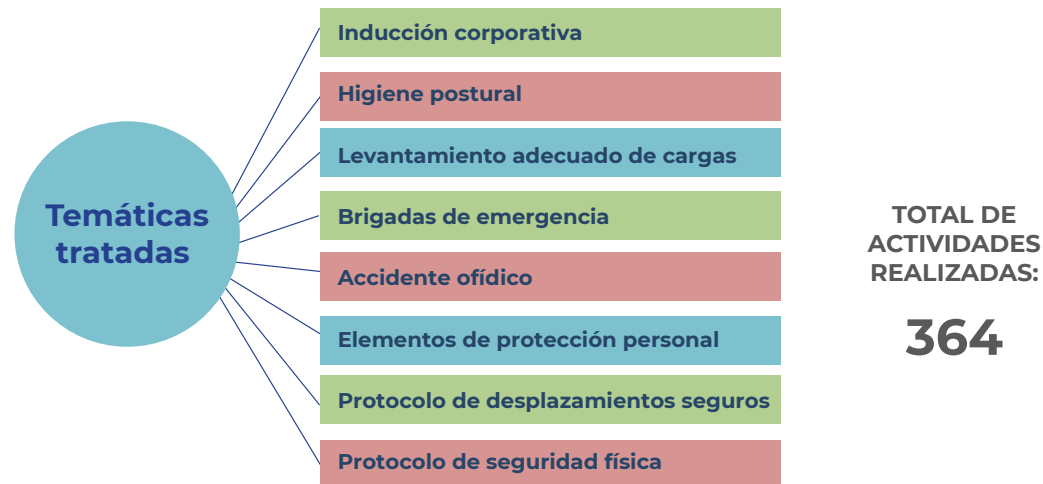 Temáticas
tratadas
Inducción corporativa
Higiene postural
Levantamiento adecuado de cargas
Brigadas de emergencia
Accidente ofídico
Elementos de protección personal
Protocolo de desplazamientos seguros
Protocolo de seguridad física
TOTAL DE
ACTIVIDADES
REALIZADAS:
364